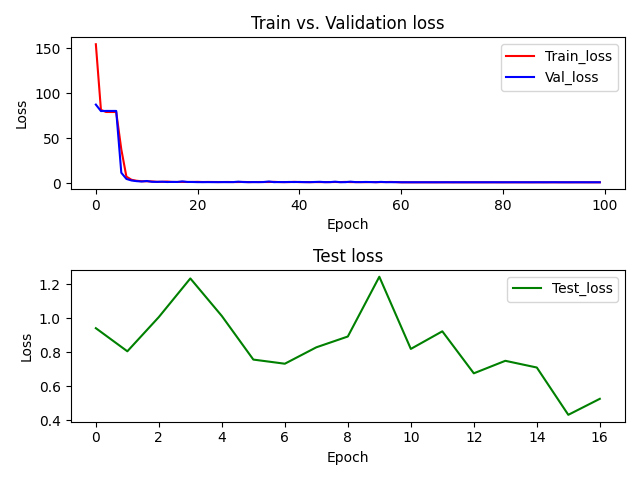 Train vs. Validation loss
150
100
50
0
Loss
Train_loss
Val_loss
0 20 40 60 80 100
Epoch
Test loss
1.2
1.0
0.8
0.6
0.4
Loss
Test_loss
0 2 4 6 8 10 12 14 16
Epoch